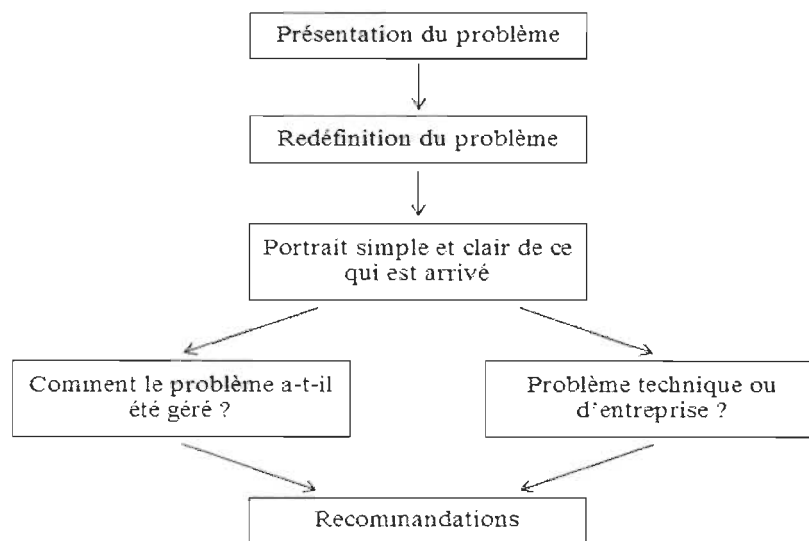 Présentation du problème
Redéfinition du problème
Portrait simple et clair de ce
qui est arrivé
Comment le problème a-t-il
été géré ?
Problème technique ou
d'entreprise ?
Recommandations